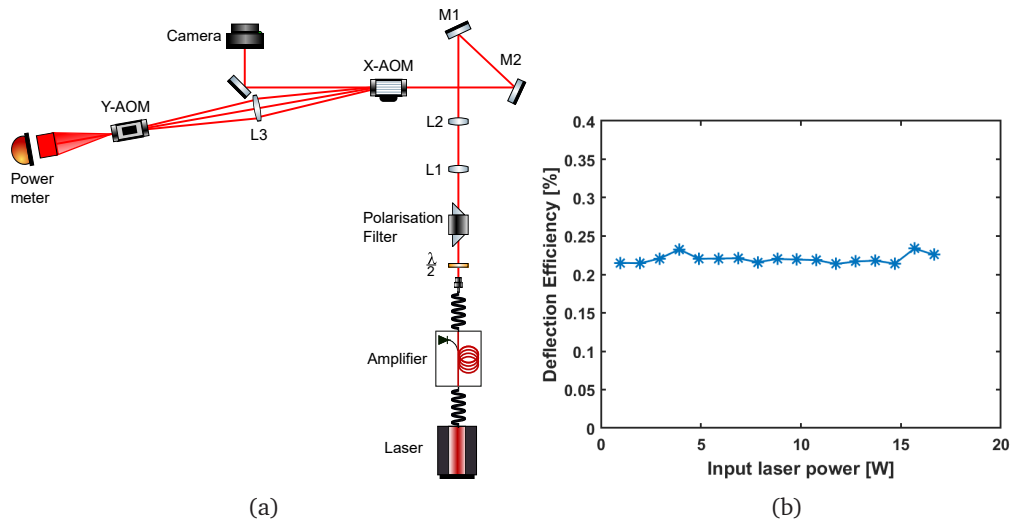 M1
Camera
M2
X-AOM
Y-AOM
L3
L2
L1
Power
meter
Polarisation
Filter
λ
2
Amplifier
Laser
(a)
Deflection Efficiency [%]
0.4
0.35
0.3
0.25
0.2
0.15
0.1
0.05
0
0 5 10 15 20
Input laser power [W]
(b)